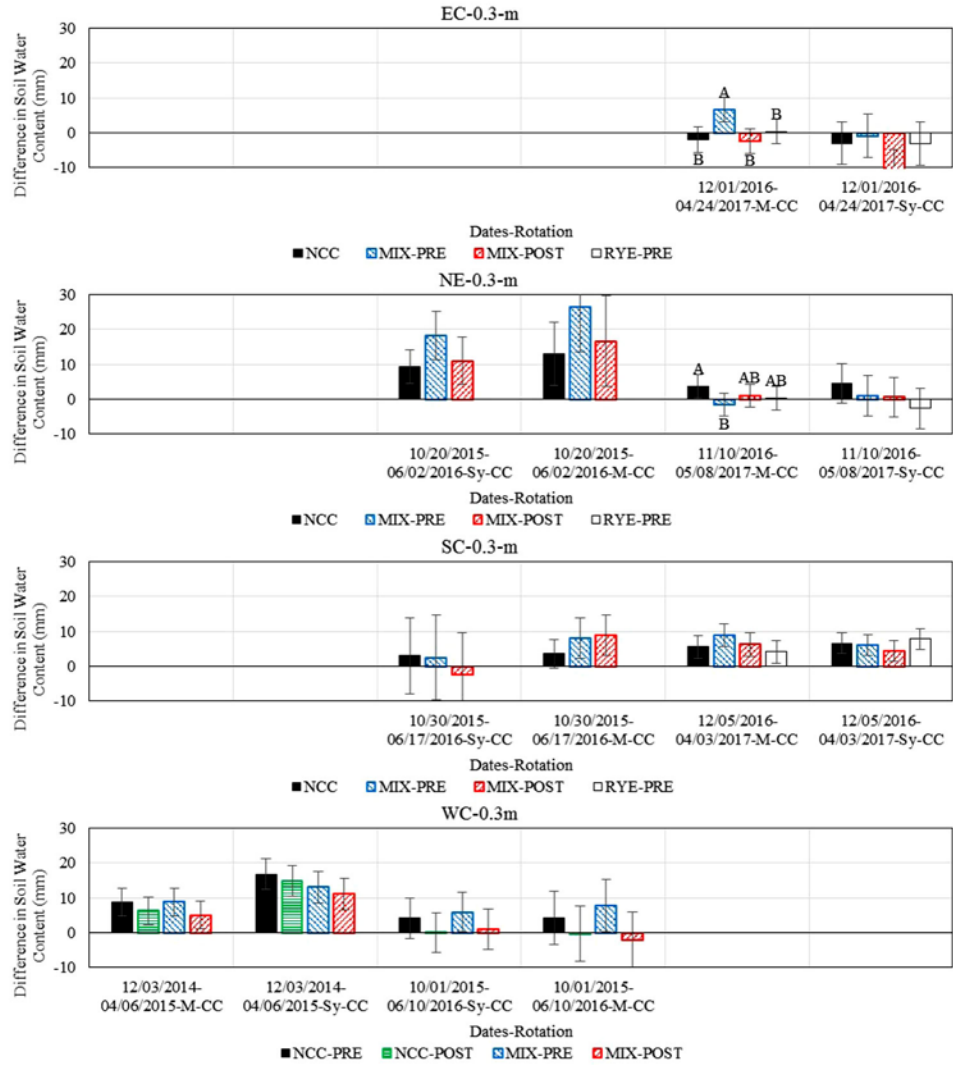 EC-0.3-m
Difference in Soil Water
Content (mm)
30
20
10
0
-10
A
B
B
B
12/01/2016-
04/24/2017-M-CC
12/01/2016-
04/24/2017-Sy-CC
Dates-Rotation
NCC MIX-PRE MIX-POST RYE-PRE
NE-0.3-m
Difference in Soil Water
Content (mm)
30
20
10
0
-10
A
B
AB
AB
10/20/2015-
06/02/2016-Sy-CC
10/20/2015-
06/02/2016-M-CC
11/10/2016-
05/08/2017-M-CC
11/10/2016-
05/08/2017-Sy-CC
Dates-Rotation
NCC MIX-PRE MIX-POST RYE-PRE
SC-0.3-m
Difference in Soil Water
Content (mm)
30
20
10
0
-10
10/30/2015-
06/17/2016-Sy-CC
10/30/2015-
06/17/2016-M-CC
12/05/2016-
04/03/2017-M-CC
12/05/2016-
04/03/2017-Sy-CC
Dates-Rotation
NCC MIX-PRE MIX-POST RYE-PRE
WC-0.3m
Difference in Soil Water
Content (mm)
30
20
10
0
-10
12/03/2014-
04/06/2015-M-CC
12/03/2014-
04/06/2015-Sy-CC
10/01/2015-
06/10/2016-Sy-CC
10/01/2015-
06/10/2016-M-CC
Dates-Rotation
NCC-PRE NCC-POST MIX-PRE MIX-POST